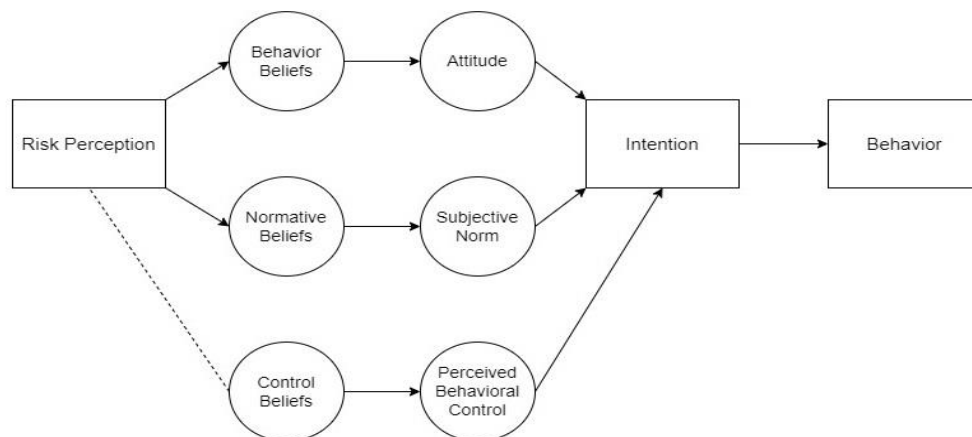 Behavior
Beliefs
Attitude
Risk Perception
Intention
Behavior
Normative
Beliefs
Subjective
Norm
Control
Beliefs
Perceived
Behavioral
Control